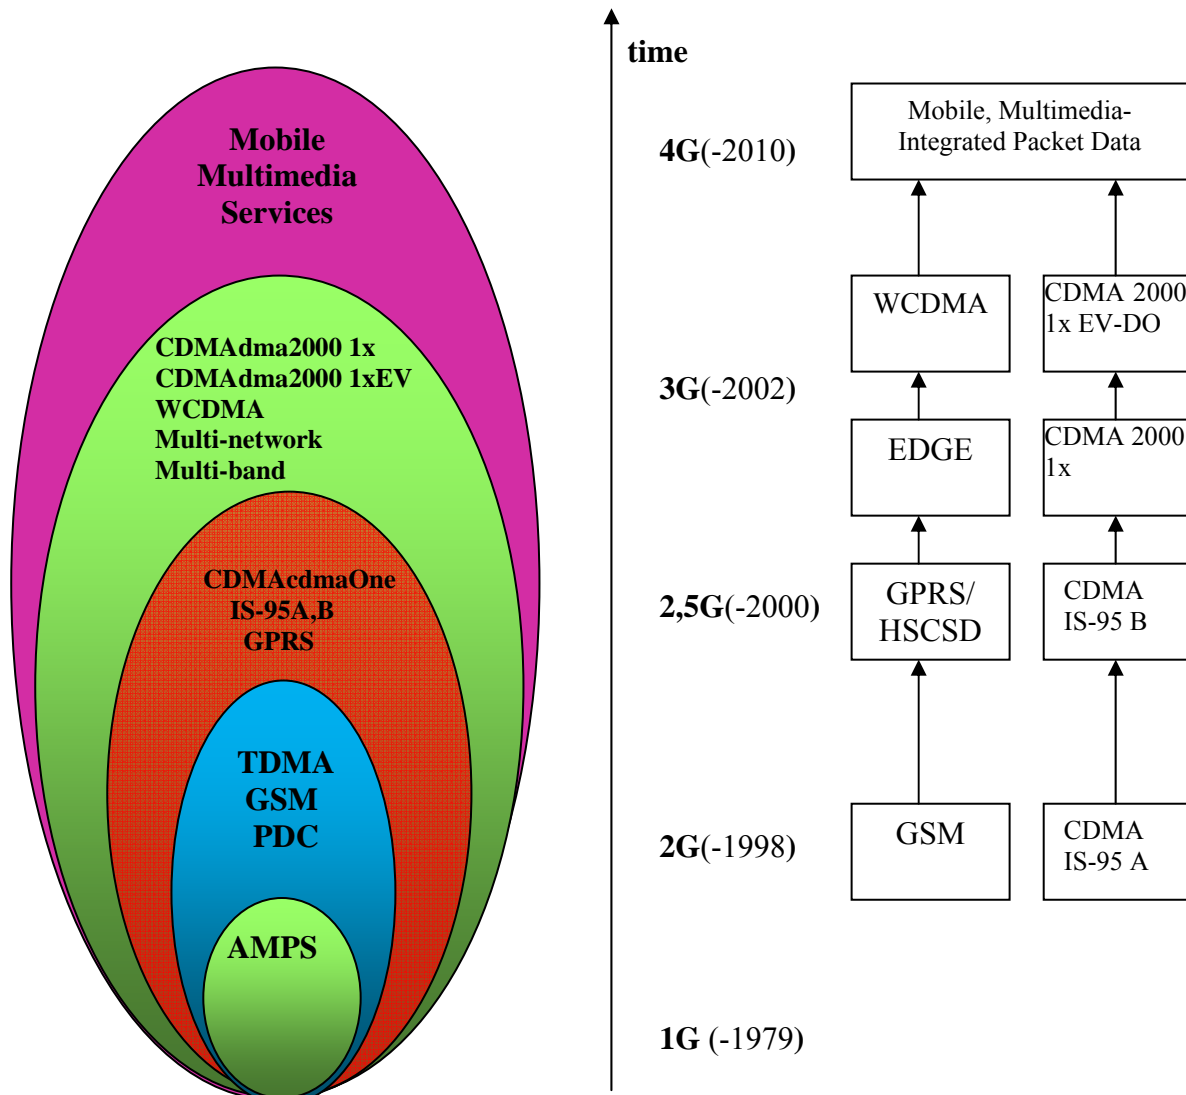 Mobile
Multimedia
Services
CDMAdma2000 1x
CDMAdma2000 1xEV
WCDMA
Multi-network
Multi-band
CDMAcdmaOne
IS-95A,B
GPRS
TDMA
GSM
PDC
AMPS
time
4G(-2010)
3G(-2002)
2,5G(-2000)
2G(-1998)
1G (-1979)
Mobile, Multimedia-
Integrated Packet Data
WCDMA
CDMA 2000
1x EV-DO
EDGE
CDMA 2000
1x
GPRS/
HSCSD
CDMA
IS-95 B
GSM
CDMA
IS-95 A